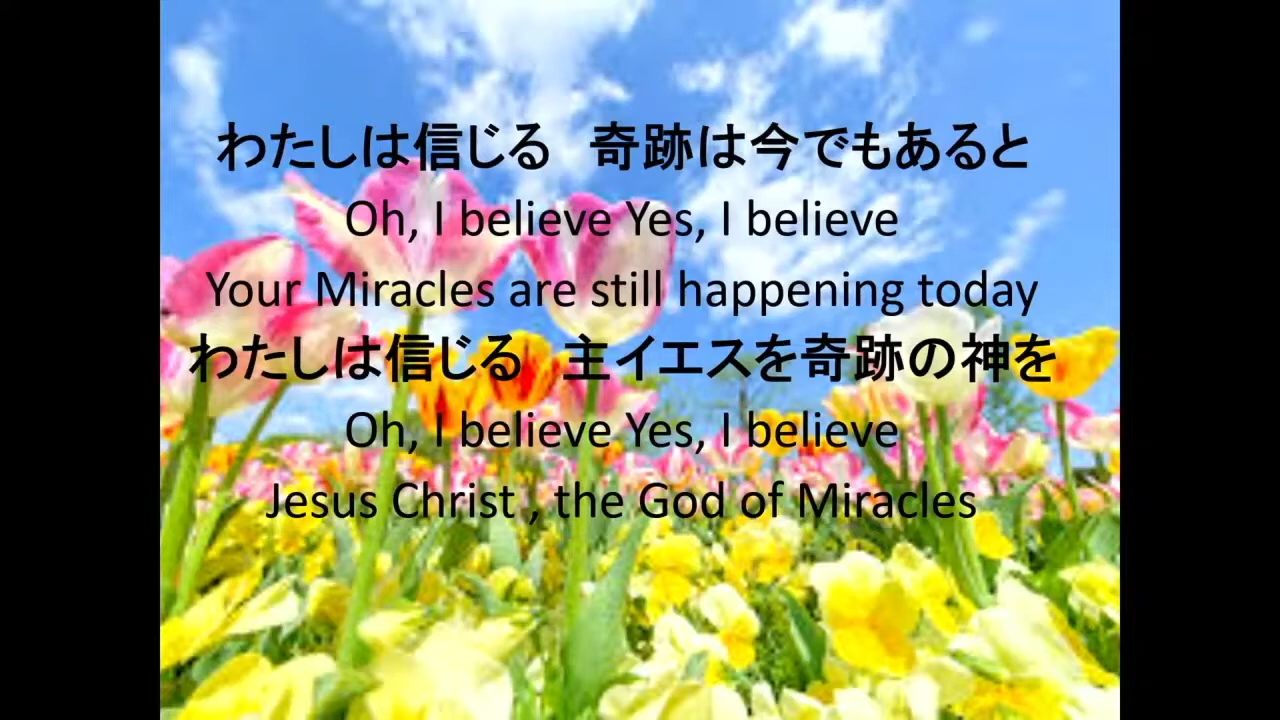 わたしは信じる　奇跡は今でもあると
Oh, I believe Yes, I believe
Your Miracles are still happening today
わたしは信じる　主イエスを奇跡の神を
Oh, I believe Yes, I believe
Jesus Christ , the God of Miracles